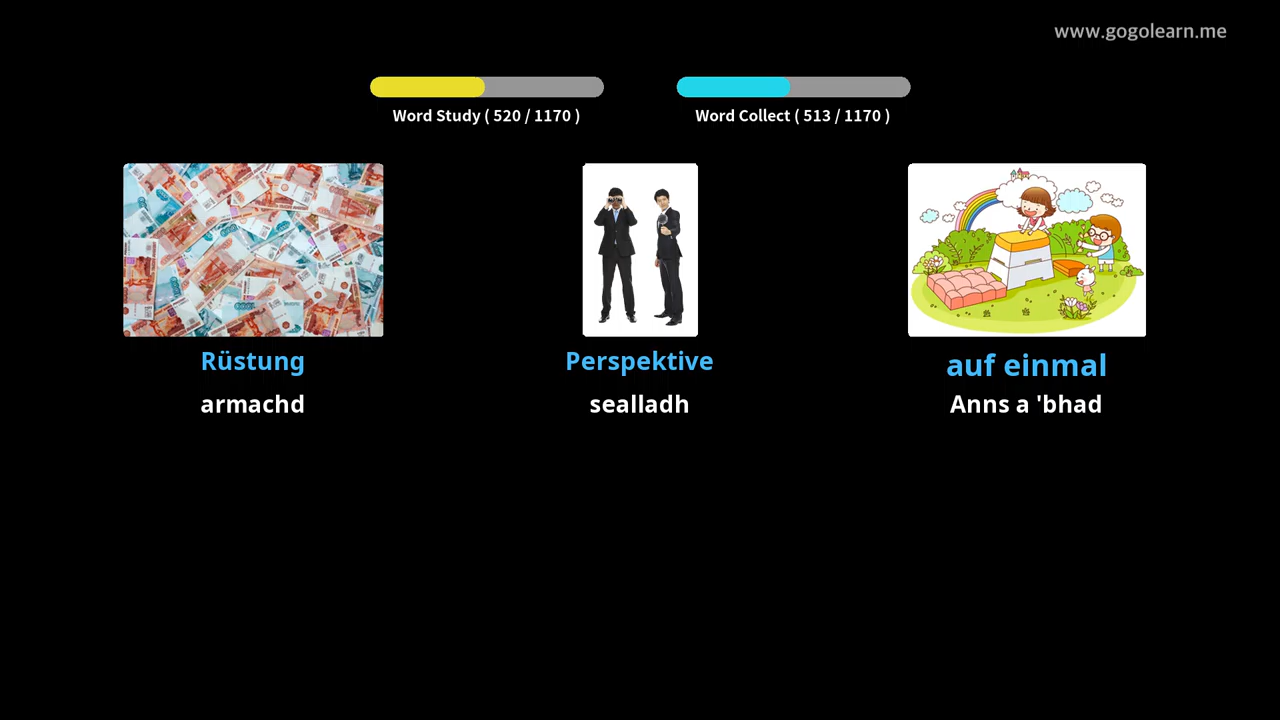 www.gogolearn.me
Word Study ( 520 / 1170 )
Word Collect ( 513 / 1170 )
Rüstung
armachd
Perspektive
sealladh
auf einmal
Anns a 'bhad